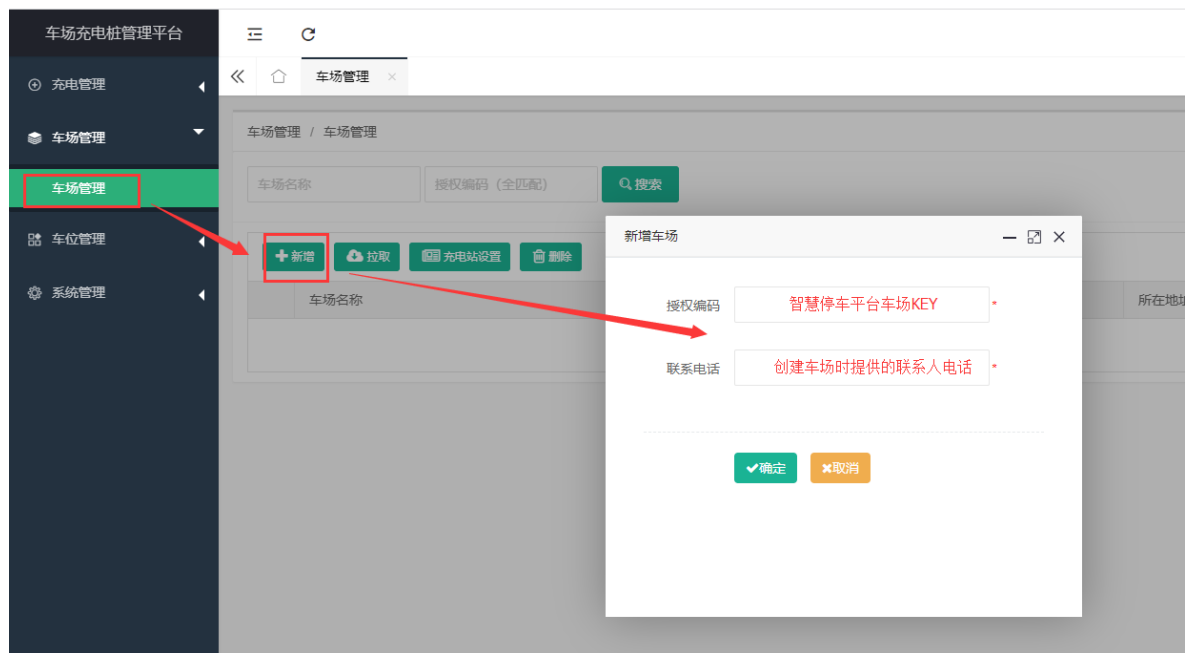 车场充电桩管理平台
充电管理
车场管理
车场管理
车位管理
系统管理
车场管理
车场管理 / 车场管理
车场名称
授权编码（全匹配）
搜索
新增
拉取
充电站设置
删除
车场名称
所在地
新增车场
授权编码
智慧停车平台车场KEY
*
联系电话
创建车场时提供的联系人电话
*
确定
取消